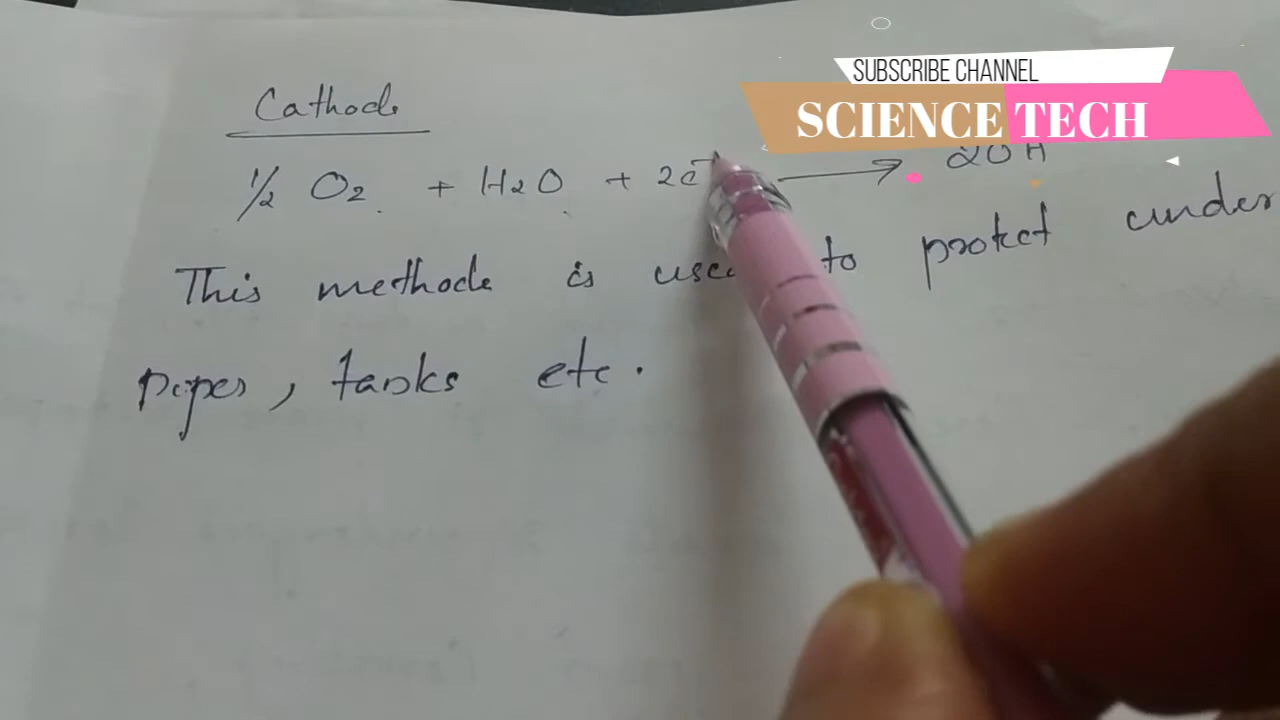 SUBSCRIBE CHANNEL
SCIENCE TECH
Cathode
½ O2 + H2O + 2e⁻ → 2OH
This methode is used to protect under
pipes, tanks etc.